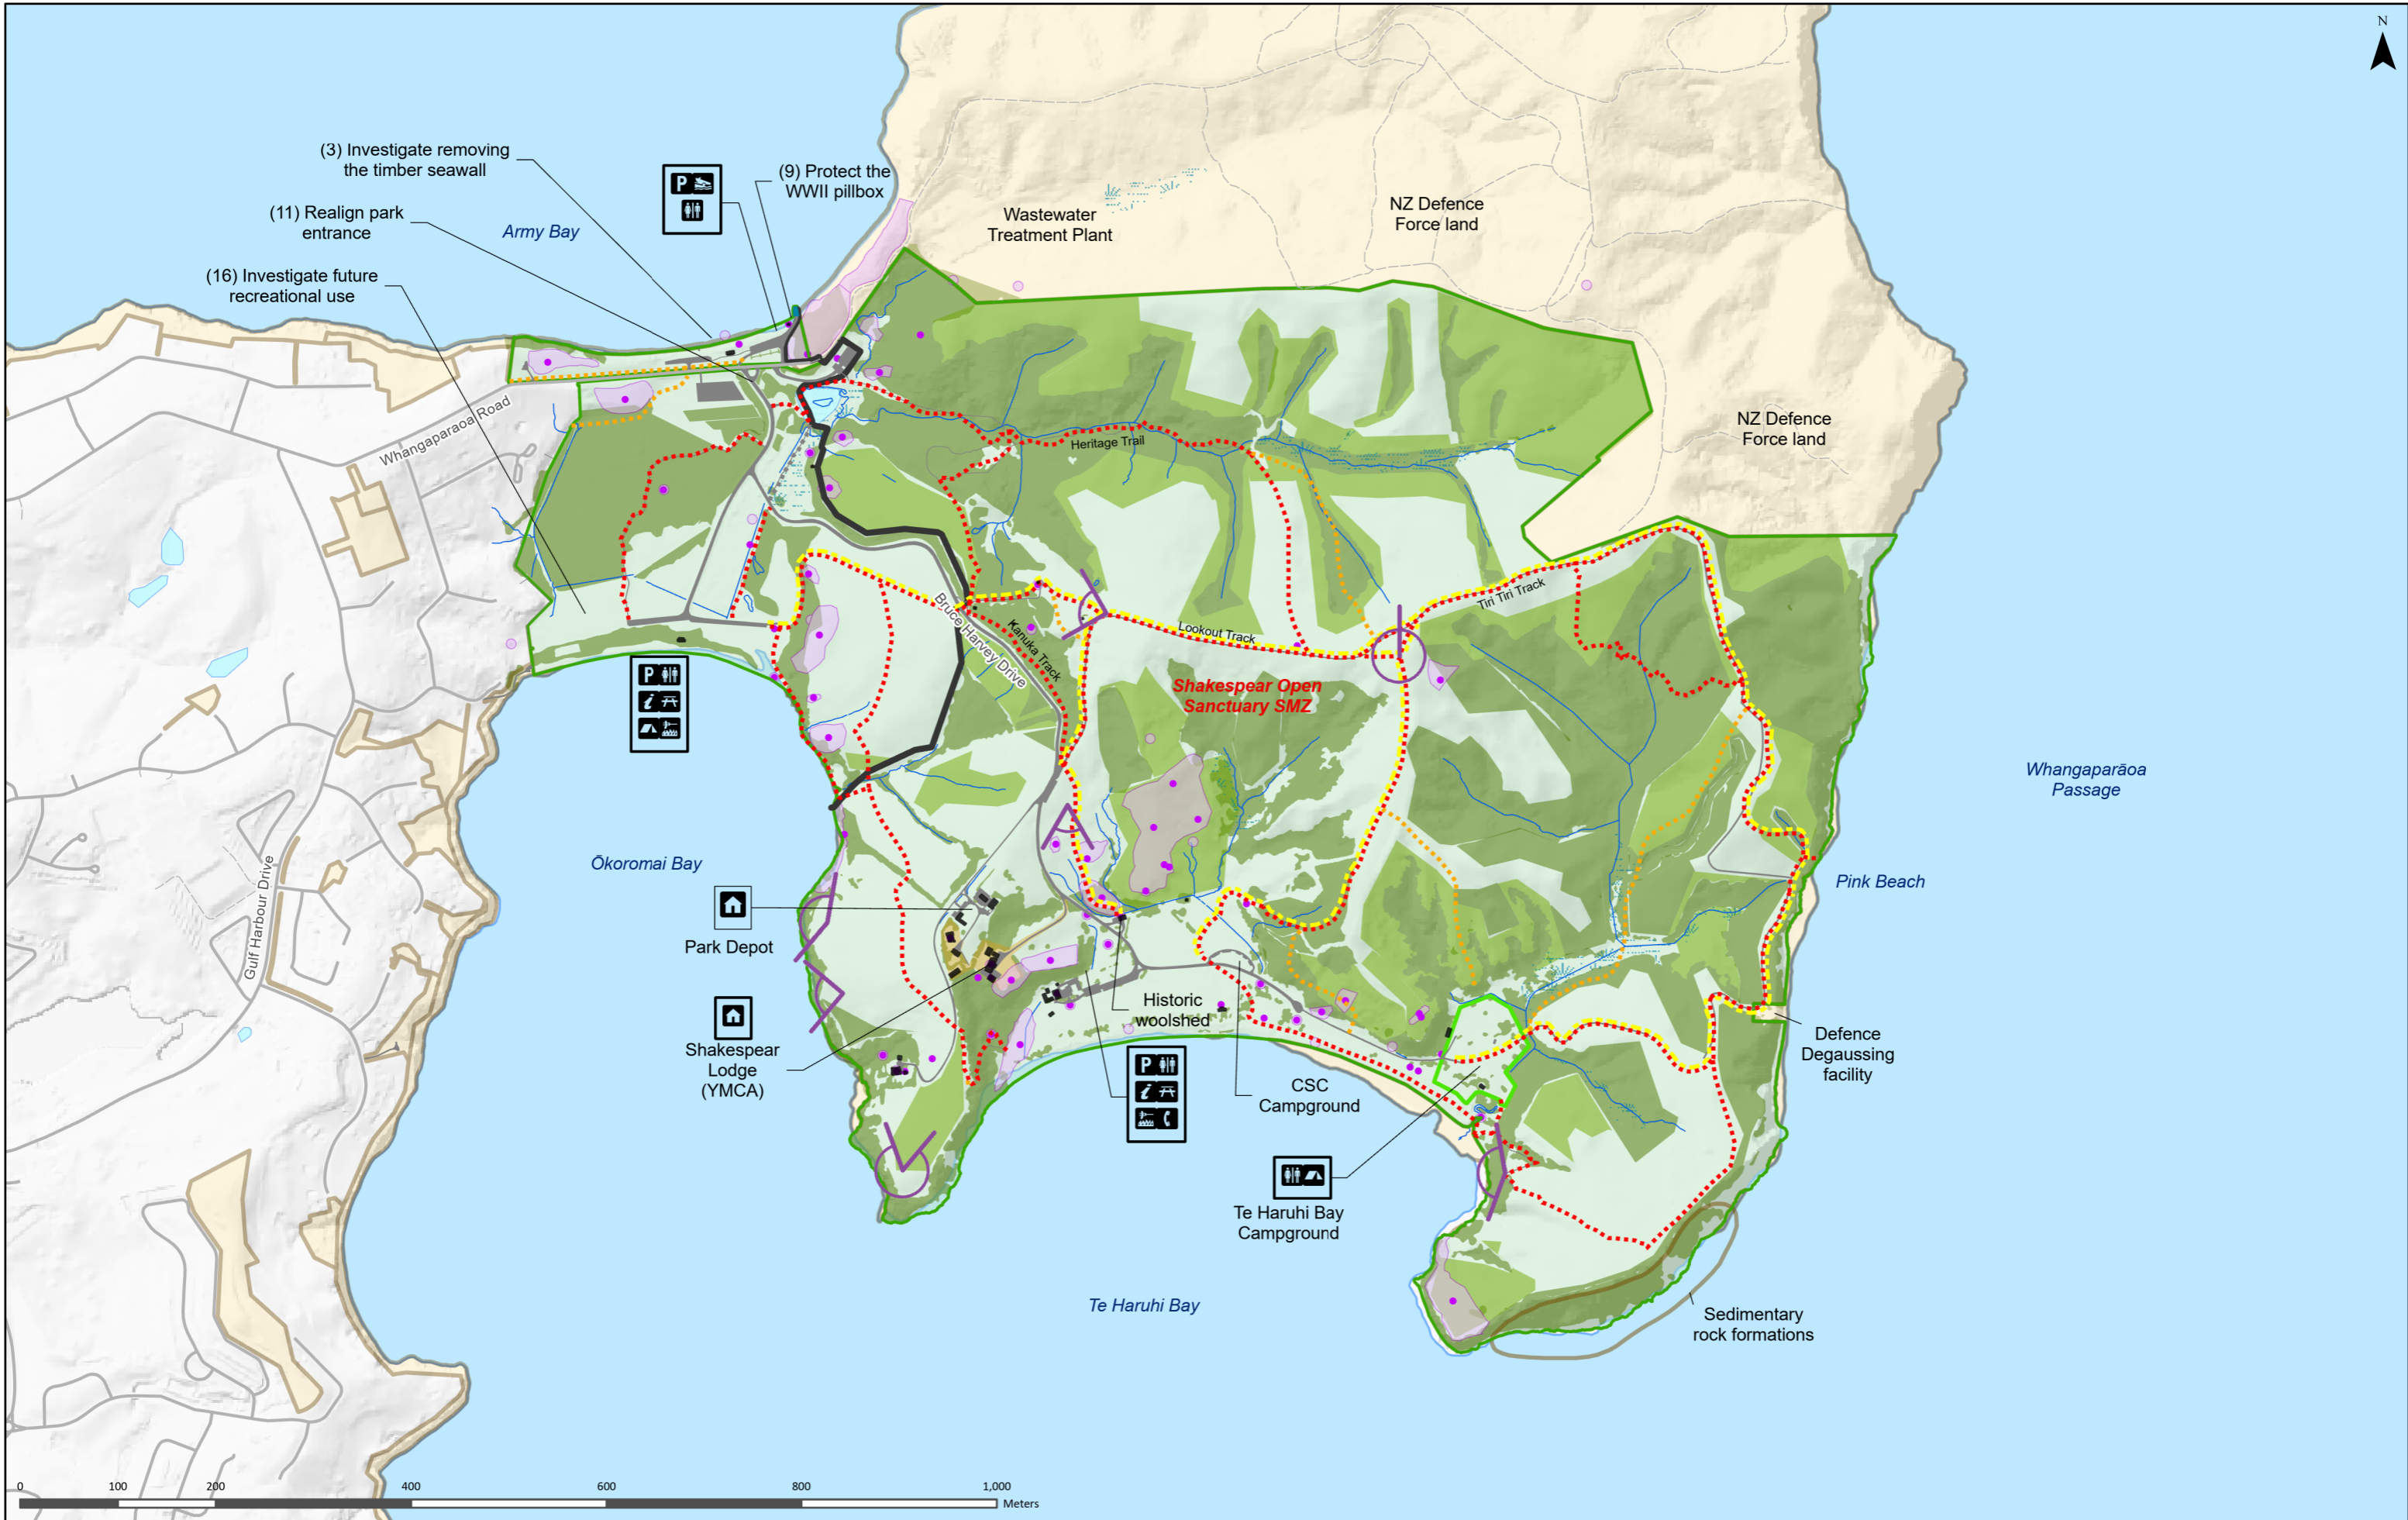 N
(3) Investigate removing
the timber seawall
(9) Protect the
WWII pillbox
P
(11) Realign park
entrance
Army Bay
Wastewater
Treatment Plant
NZ Defence
Force land
(16) Investigate future
recreational use
Whangaparaoa Road
Heritage Trail
NZ Defence
Force land
Bruce Harvey Drive
Kanuka Track
Lookout Track
Tiri Tiri Track
Shakespear Open
Sanctuary SMZ
P
i
Whangaparāoa
Passage
Ōkoromai Bay
Pink Beach
Gulf Harbour Drive
Park Depot
Historic
woolshed
Shakespear
Lodge
(YMCA)
Defence
Degaussing
facility
P
i
CSC
Campground
Te Haruhi Bay
Campground
Te Haruhi Bay
Sedimentary
rock formations
0 100 200 400 600 800 1,000
Meters